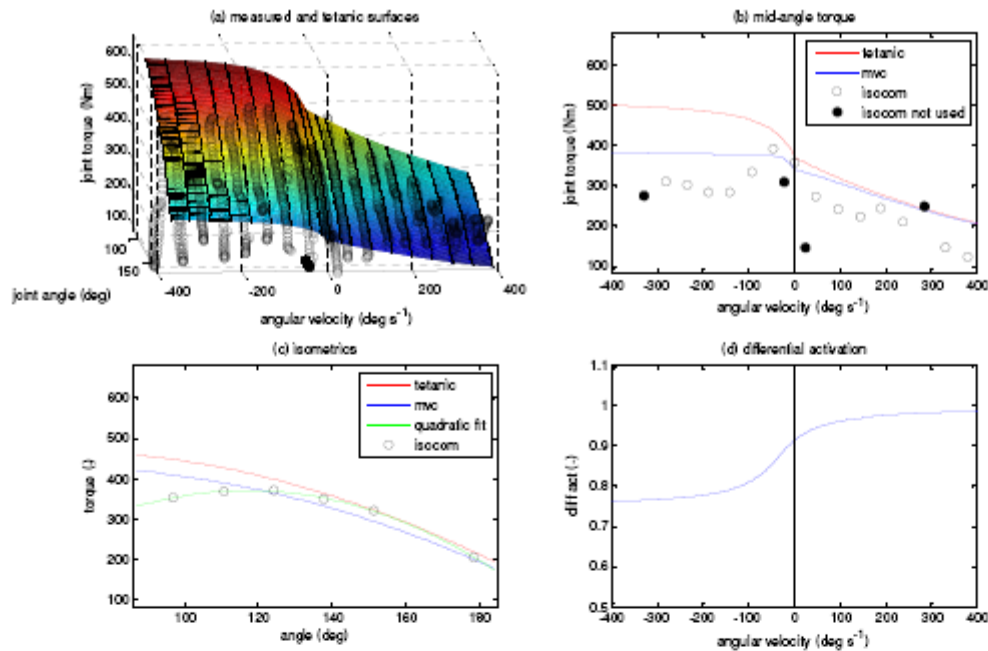 (a) measured and tetanic surfaces
600.
500.
400.
300.
200.
100.
100
150
joint torque (Nm)
joint angle (deg)
-400
-200
0
200
400
angular velocity (deg s⁻¹)
(b) mid-angle torque
tetanic
mvc
isocom
isocom not used
600
500
400
300
200
100
joint torque (Nm)
-400 -300 -200 -100 0 100 200 300 400
angular velocity (deg s⁻¹)
(c) isometrics
tetanic
mvc
quadratic fit
isocom
600
500
400
300
200
100
torque (.)
100 120 140 160 180
angle (deg)
(d) differential activation
1.1
1
0.9
0.8
0.7
0.6
0.5
diff act (-)
-400 -300 -200 -100 0 100 200 300 400
angular velocity (deg s⁻¹)